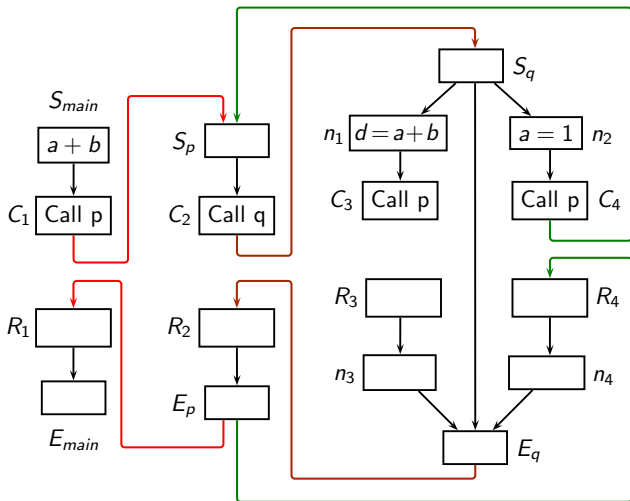 S_q
S_main
a + b
S_p
n_1 d = a+b
a = 1 n_2
C_1 Call p
C_2 Call q
C_3 Call p
Call p C_4
R_1
R_2
R_3
R_4
n_3
n_4
E_p
E_main
E_q